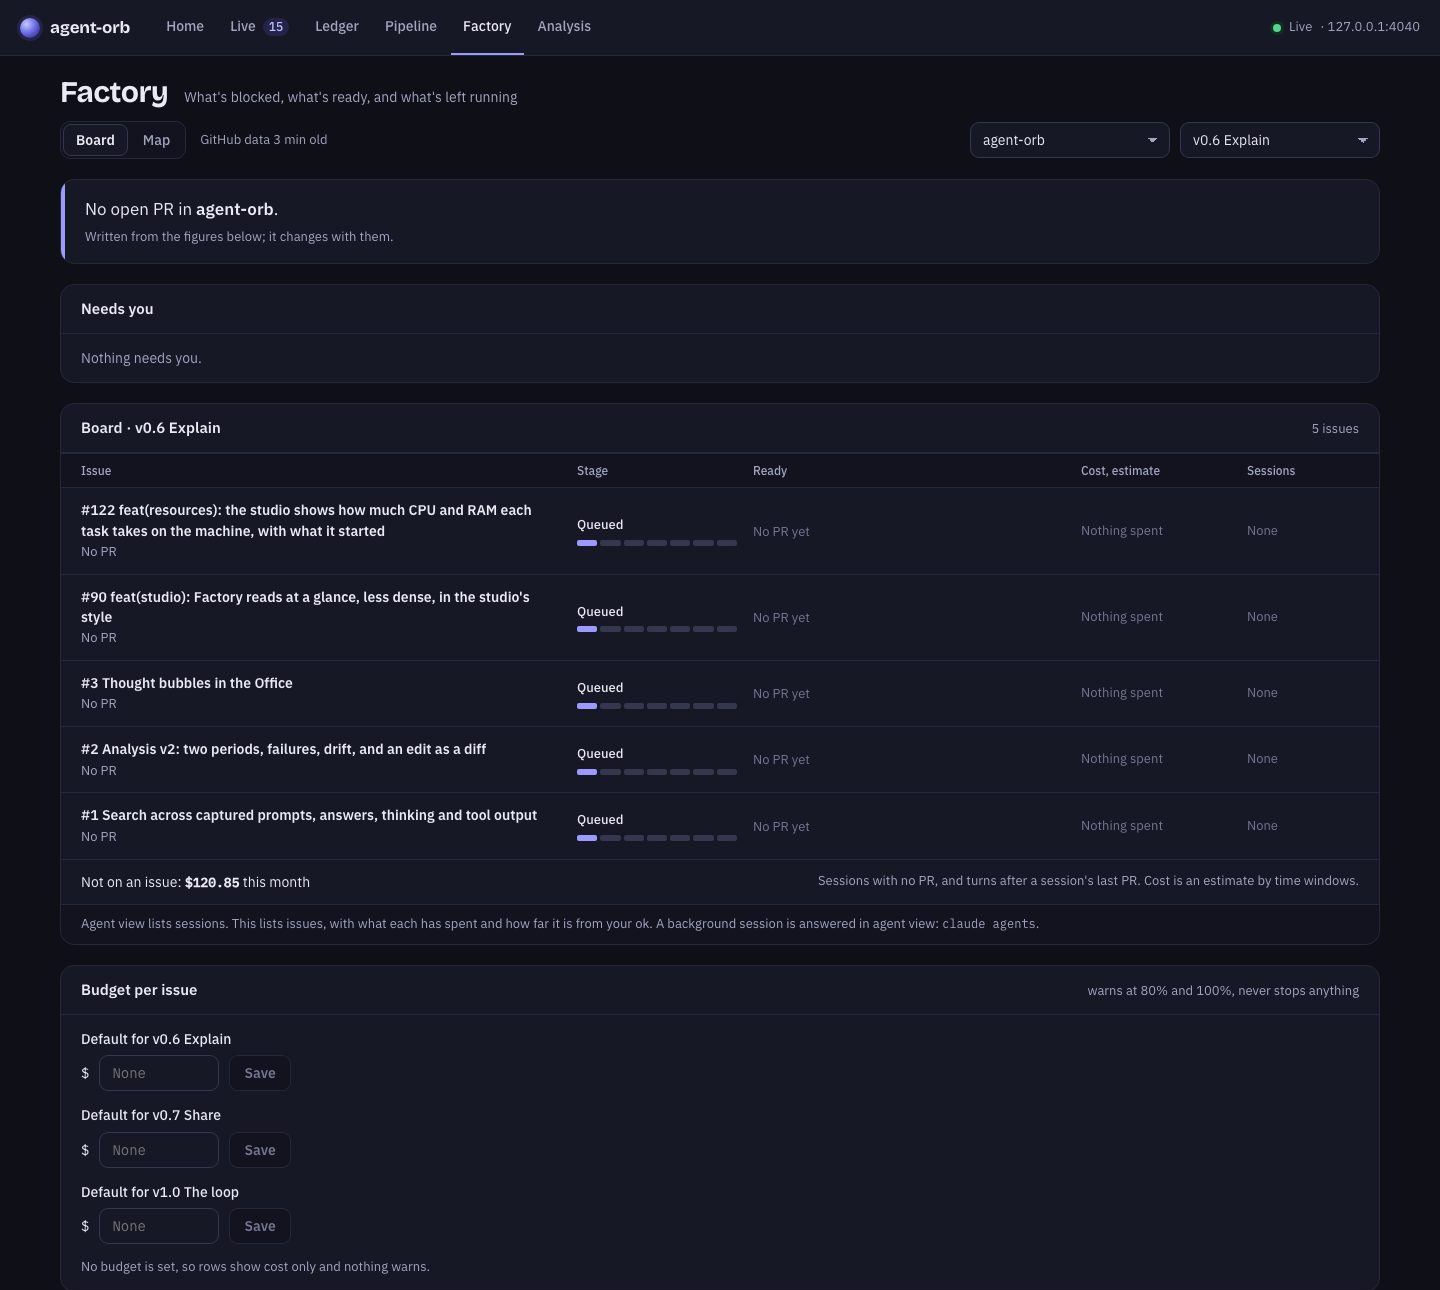 agent-orb
Home
Live 15
Ledger
Pipeline
Factory
Analysis
Live · 127.0.0.1:4040
Factory
What's blocked, what's ready, and what's left running
Board
Map
GitHub data 3 min old
agent-orb
v0.6 Explain
No open PR in agent-orb.
Written from the figures below; it changes with them.
Needs you
Nothing needs you.
Board · v0.6 Explain
5 issues
Issue
Stage
Ready
Cost, estimate
Sessions
#122 feat(resources): the studio shows how much CPU and RAM each
task takes on the machine, with what it started
No PR
Queued
No PR yet
Nothing spent
None
#90 feat(studio): Factory reads at a glance, less dense, in the studio's
style
No PR
Queued
No PR yet
Nothing spent
None
#3 Thought bubbles in the Office
No PR
Queued
No PR yet
Nothing spent
None
#2 Analysis v2: two periods, failures, drift, and an edit as a diff
No PR
Queued
No PR yet
Nothing spent
None
#1 Search across captured prompts, answers, thinking and tool output
No PR
Queued
No PR yet
Nothing spent
None
Not on an issue: $120.85 this month
Sessions with no PR, and turns after a session's last PR. Cost is an estimate by time windows.
Agent view lists sessions. This lists issues, with what each has spent and how far it is from your ok. A background session is answered in agent view: claude agents.
Budget per issue
warns at 80% and 100%, never stops anything
Default for v0.6 Explain
$ None Save
Default for v0.7 Share
$ None Save
Default for v1.0 The loop
$ None Save
No budget is set, so rows show cost only and nothing warns.